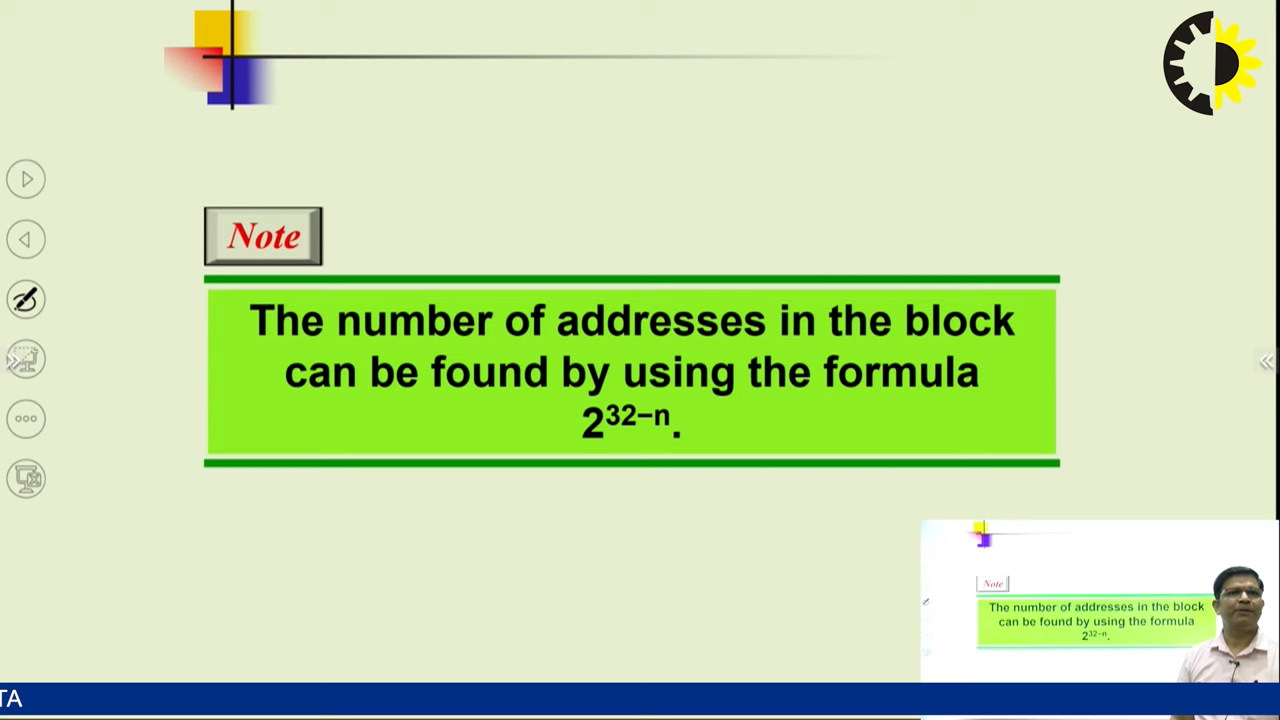 Note
The number of addresses in the block
can be found by using the formula
2³²⁻ⁿ.
Note
The number of addresses in the block
can be found by using the formula
2³²⁻ⁿ.
TA